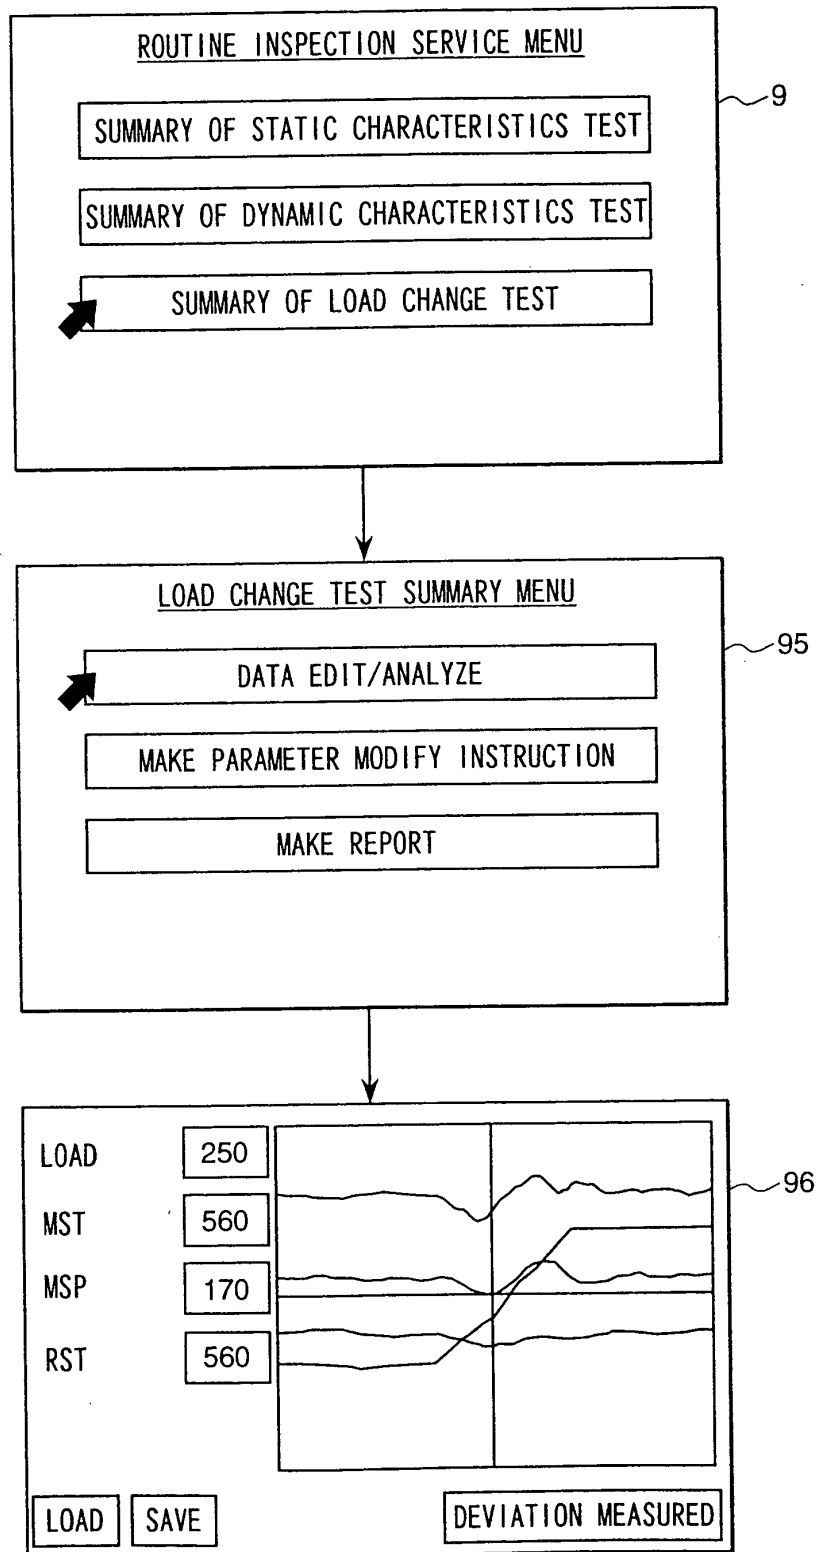 ROUTINE INSPECTION SERVICE MENU
9
SUMMARY OF STATIC CHARACTERISTICS TEST
SUMMARY OF DYNAMIC CHARACTERISTICS TEST
SUMMARY OF LOAD CHANGE TEST
LOAD CHANGE TEST SUMMARY MENU
95
DATA EDIT/ANALYZE
MAKE PARAMETER MODIFY INSTRUCTION
MAKE REPORT
LOAD 250
96
MST 560
MSP 170
RST 560
LOAD SAVE DEVIATION MEASURED